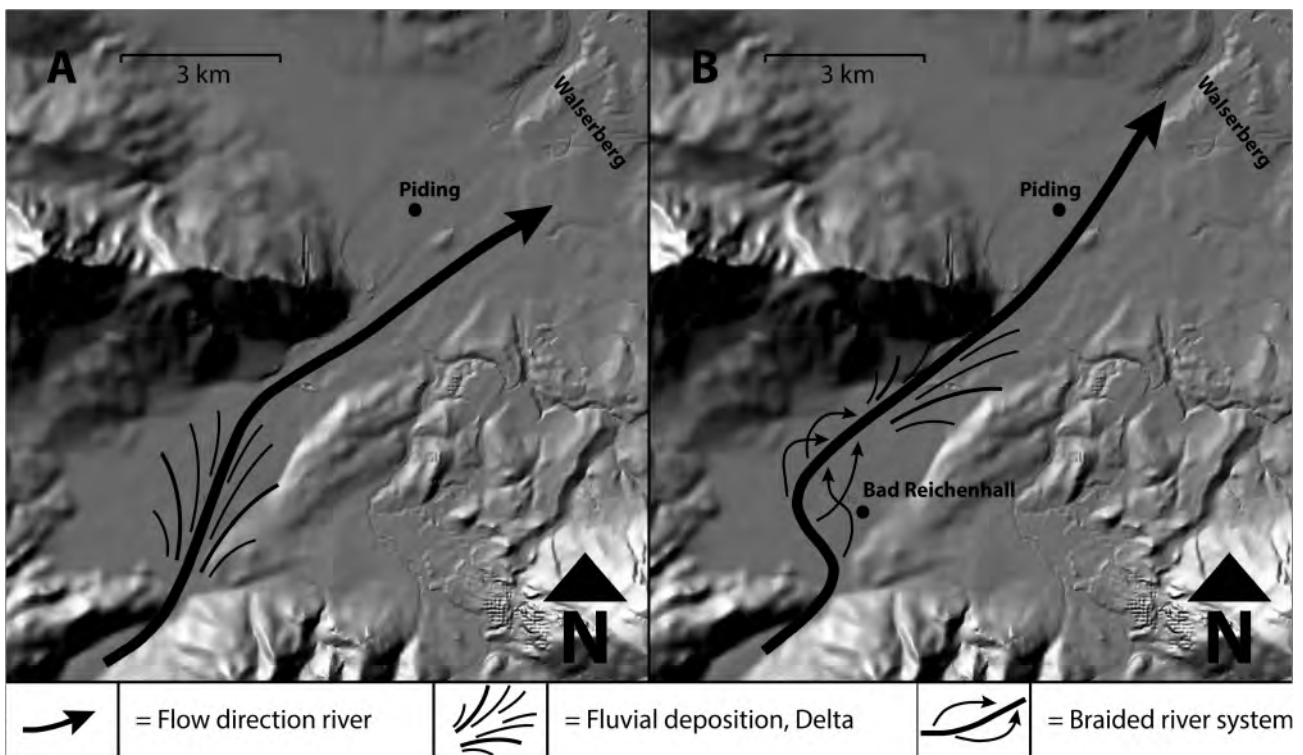 A
3 km
Walserberg
Piding
N
B
3 km
Walserberg
Piding
Bad Reichenhall
N
= Flow direction river
= Fluvial deposition, Delta
= Braided river system